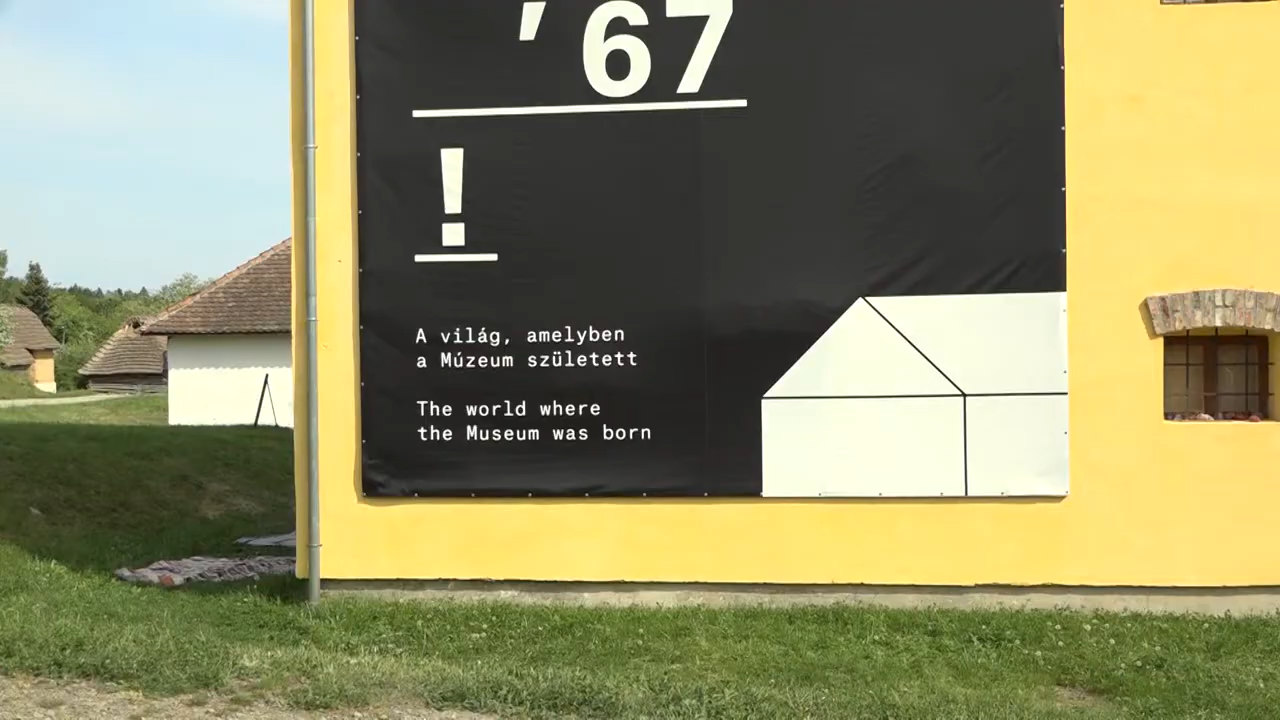 ’67
!
A világ, amelyben
a Múzeum született
The world where
the Museum was born